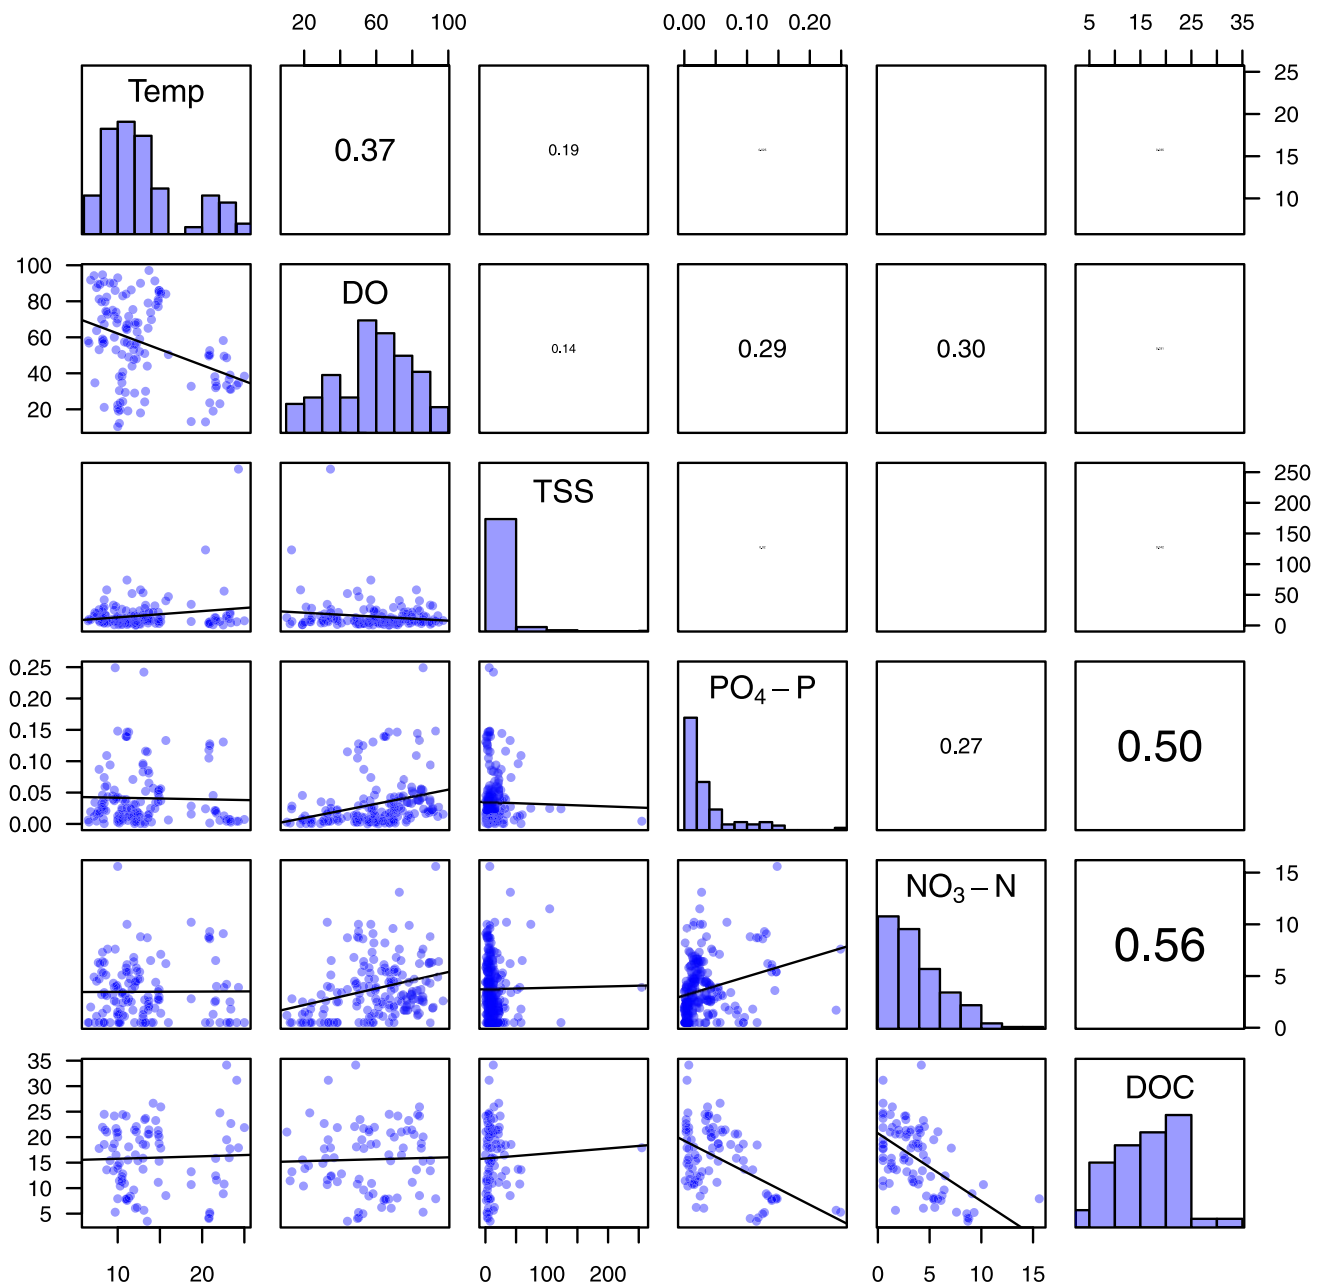 20 60 100 0.00 0.10 0.20 5 15 25 35
Temp 0.37 0.19 25 20 15 10
100 80 60 40 20 DO 0.14 0.29 0.30
TSS 250 200 150 100 50 0
0.25 0.20 0.15 0.10 0.05 0.00 PO₄ – P 0.27 0.50
NO₃ – N 0.56 15 10 5 0
35 30 25 20 15 10 5 DOC
10 20 0 100 200 0 5 10 15